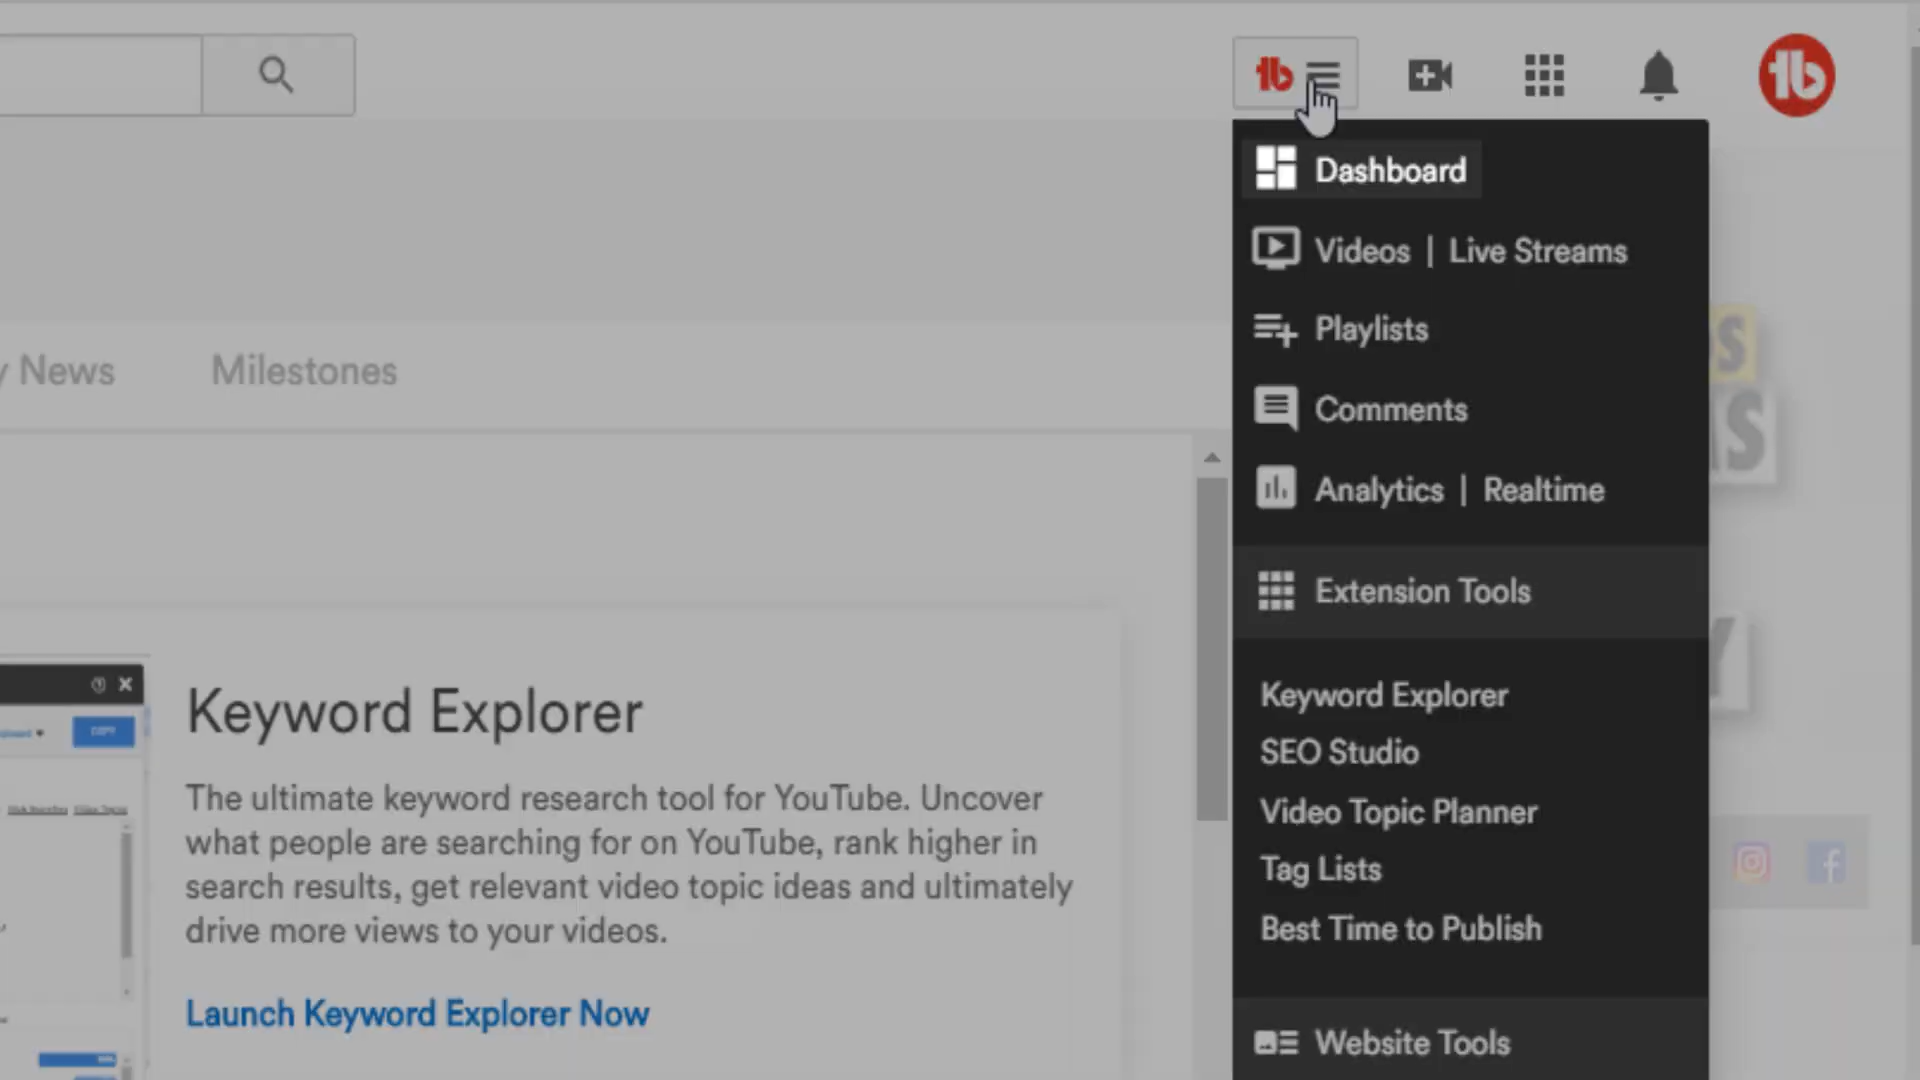 Dashboard
Videos | Live Streams
Playlists
Comments
Analytics | Realtime
Extension Tools
Keyword Explorer
SEO Studio
Video Topic Planner
Tag Lists
Best Time to Publish
Website Tools
News
Milestones
Keyword Explorer
The ultimate keyword research tool for YouTube. Uncover
what people are searching for on YouTube, rank higher in
search results, get relevant video topic ideas and ultimately
drive more views to your videos.
Launch Keyword Explorer Now